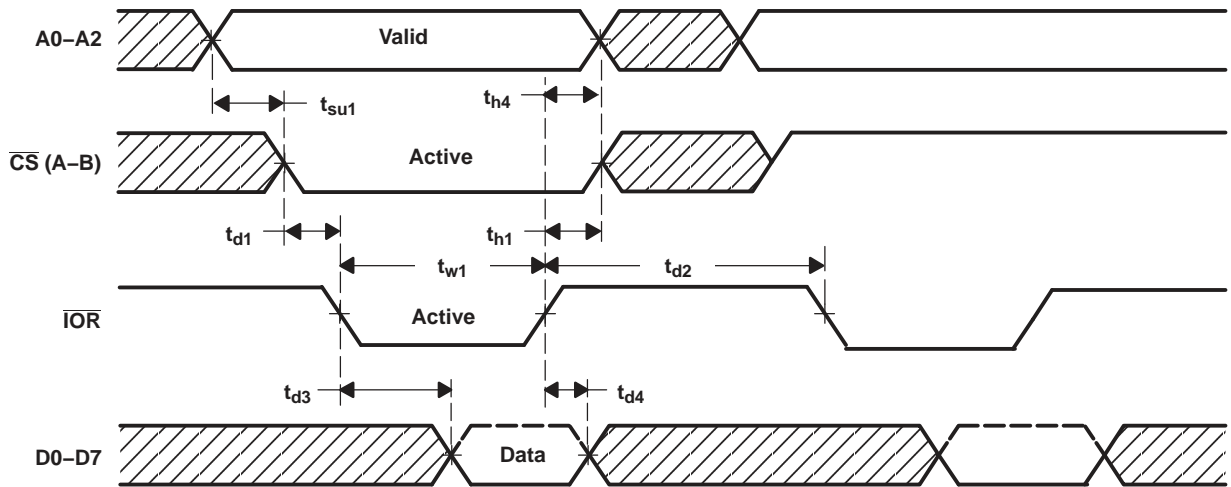 A0–A2
Valid
tsu1
th4
CS (A–B)
Active
td1
th1
tw1
td2
IOR
Active
td3
td4
D0–D7
Data